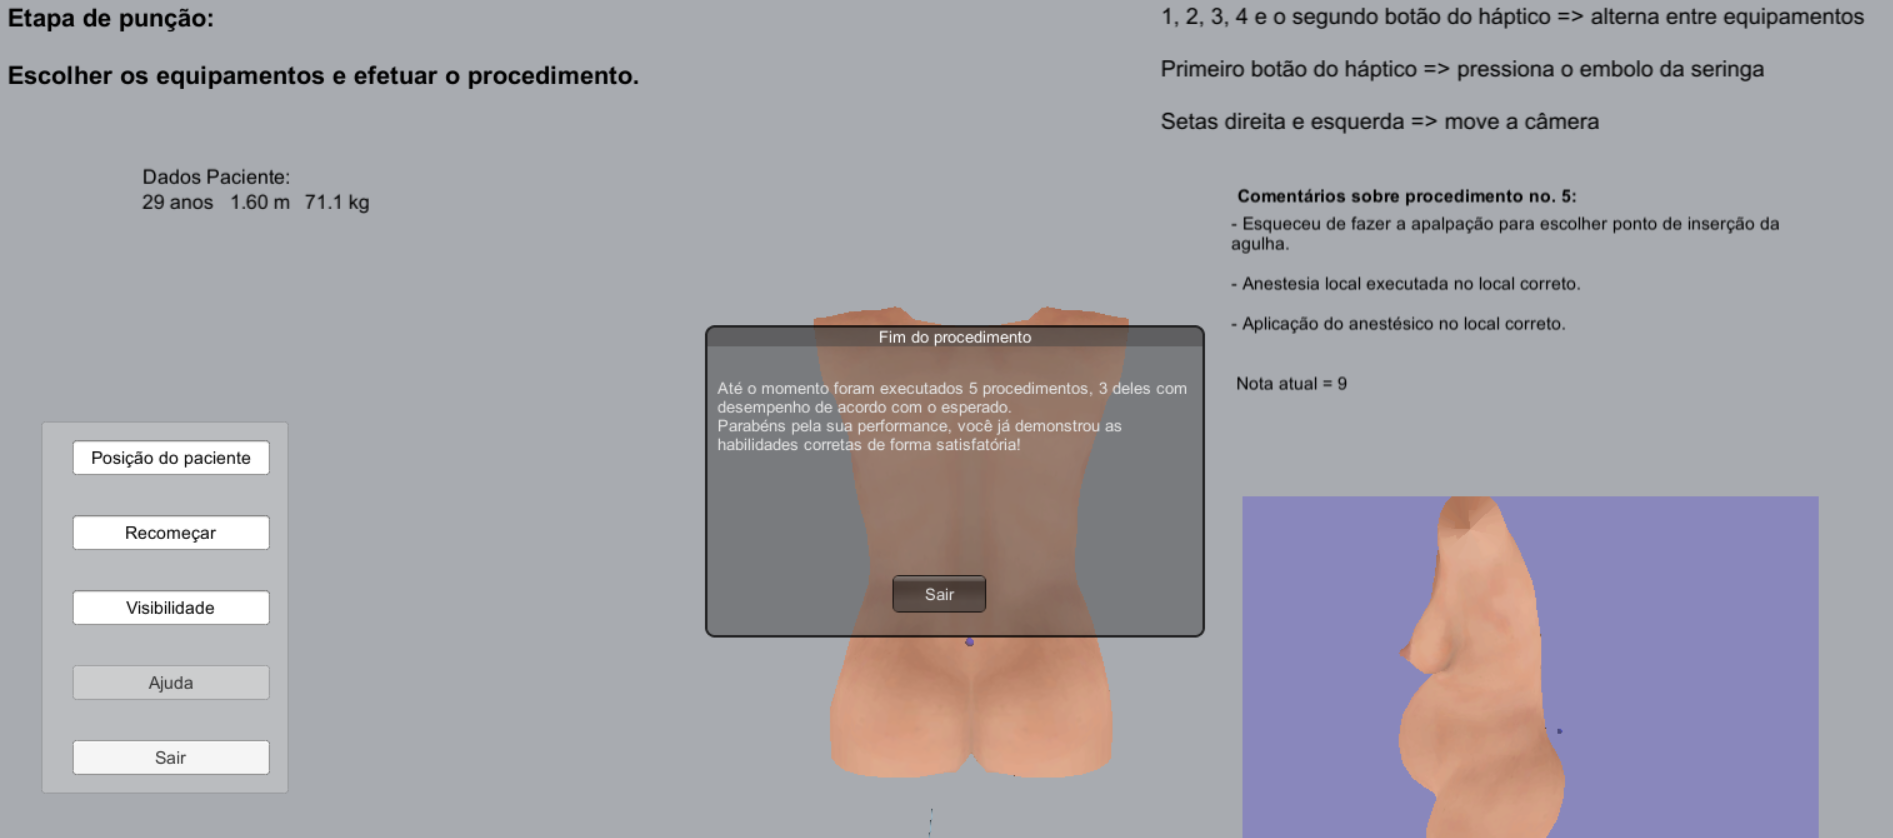 Etapa de punção:
Escolher os equipamentos e efetuar o procedimento.
1, 2, 3, 4 e o segundo botão do háptico => alterna entre equipamentos
Primeiro botão do háptico => pressiona o embolo da seringa
Setas direita e esquerda => move a câmera
Dados Paciente:
29 anos 1.60 m 71.1 kg
Comentários sobre procedimento no. 5:
- Esqueceu de fazer a apalpação para escolher ponto de inserção da
agulha.
- Anestesia local executada no local correto.
- Aplicação do anestésico no local correto.
Nota atual = 9
Fim do procedimento
Até o momento foram executados 5 procedimentos, 3 deles com
desempenho de acordo com o esperado.
Parabéns pela sua performance, você já demonstrou as
habilidades corretas de forma satisfatória!
Sair
Posição do paciente
Recomeçar
Visibilidade
Ajuda
Sair